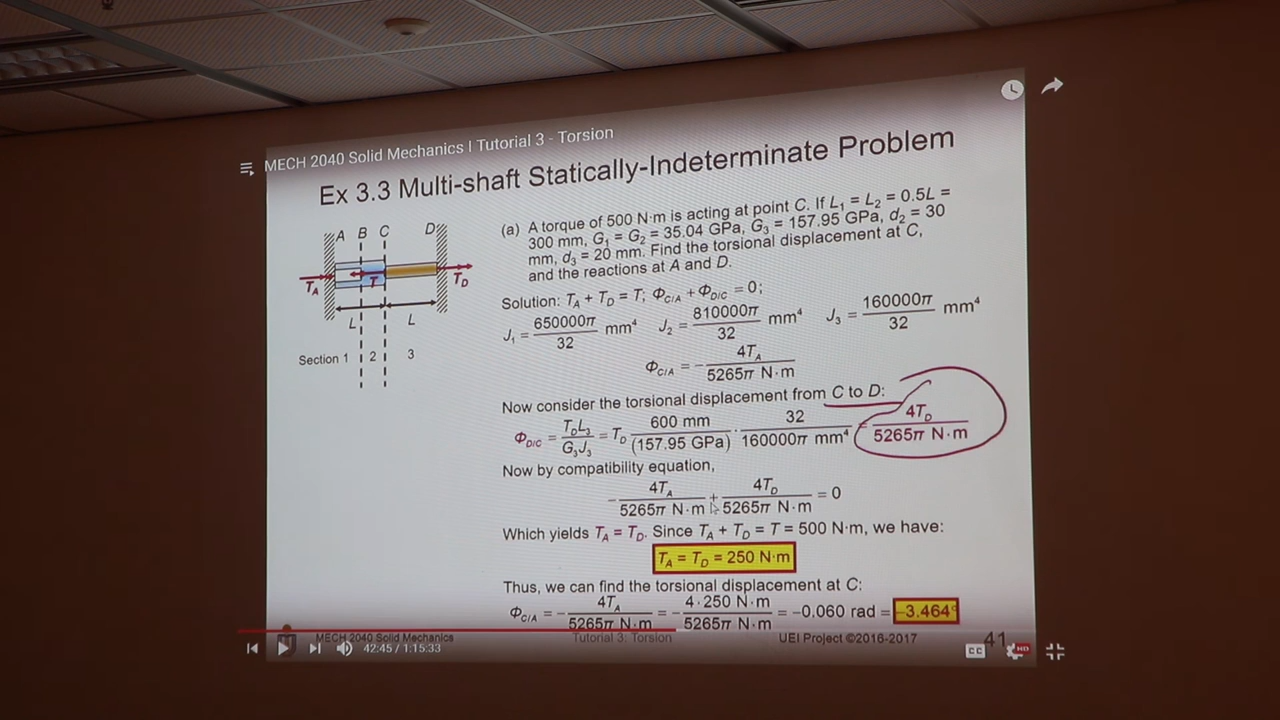 MECH 2040 Solid Mechanics | Tutorial 3 - Torsion
Ex 3.3 Multi-shaft Statically-Indeterminate Problem
A B C D
T_A T T_D
L L
Section 1 2 3
(a) A torque of 500 N·m is acting at point C. If L₁ = L₂ = 0.5L =
300 mm, G₁ = G₂ = 35.04 GPa, G₃ = 157.95 GPa, d₂ = 30
mm, d₃ = 20 mm. Find the torsional displacement at C,
and the reactions at A and D.
Solution: T_A + T_D = T; Φ_C/A + Φ_D/C = 0;
J₁ = 650000π/32 mm⁴ J₂ = 810000π/32 mm⁴ J₃ = 160000π/32 mm⁴
Φ_C/A = -4T_A/5265π N·m
Now consider the torsional displacement from C to D:
Φ_D/C = T_D L₃/G₃J₃ = T_D 600 mm/(157.95 GPa) · 32/160000π mm⁴ = 4T_D/5265π N·m
Now by compatibility equation,
-4T_A/5265π N·m + 4T_D/5265π N·m = 0
Which yields T_A = T_D. Since T_A + T_D = T = 500 N·m, we have:
T_A = T_D = 250 N·m
Thus, we can find the torsional displacement at C:
Φ_C/A = -4T_A/5265π N·m = -4·250 N·m/5265π N·m = -0.060 rad = -3.464°
MECH 2040 Solid Mechanics Tutorial 3: Torsion UEI Project ©2016-2017 41
42:45 / 1:15:33 CC HD